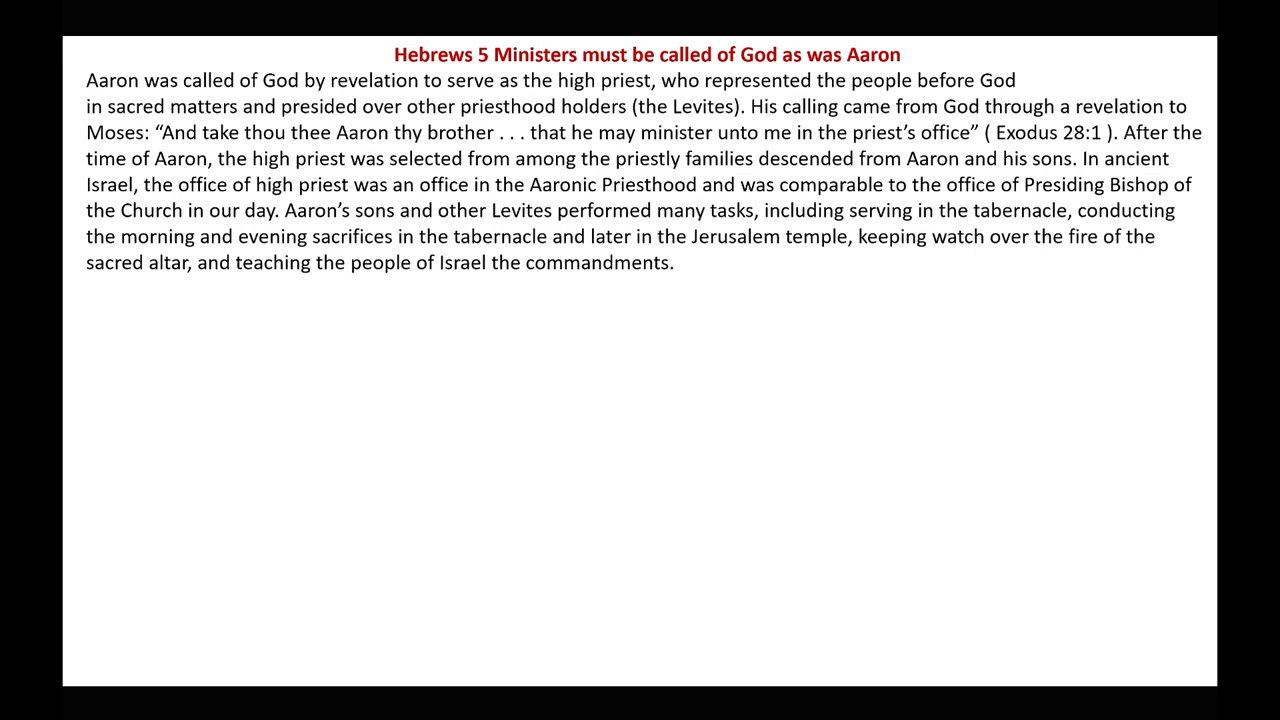 Hebrews 5 Ministers must be called of God as was Aaron
Aaron was called of God by revelation to serve as the high priest, who represented the people before God
in sacred matters and presided over other priesthood holders (the Levites). His calling came from God through a revelation to
Moses: “And take thou thee Aaron thy brother . . . that he may minister unto me in the priest’s office” ( Exodus 28:1 ). After the
time of Aaron, the high priest was selected from among the priestly families descended from Aaron and his sons. In ancient
Israel, the office of high priest was an office in the Aaronic Priesthood and was comparable to the office of Presiding Bishop of
the Church in our day. Aaron’s sons and other Levites performed many tasks, including serving in the tabernacle, conducting
the morning and evening sacrifices in the tabernacle and later in the Jerusalem temple, keeping watch over the fire of the
sacred altar, and teaching the people of Israel the commandments.